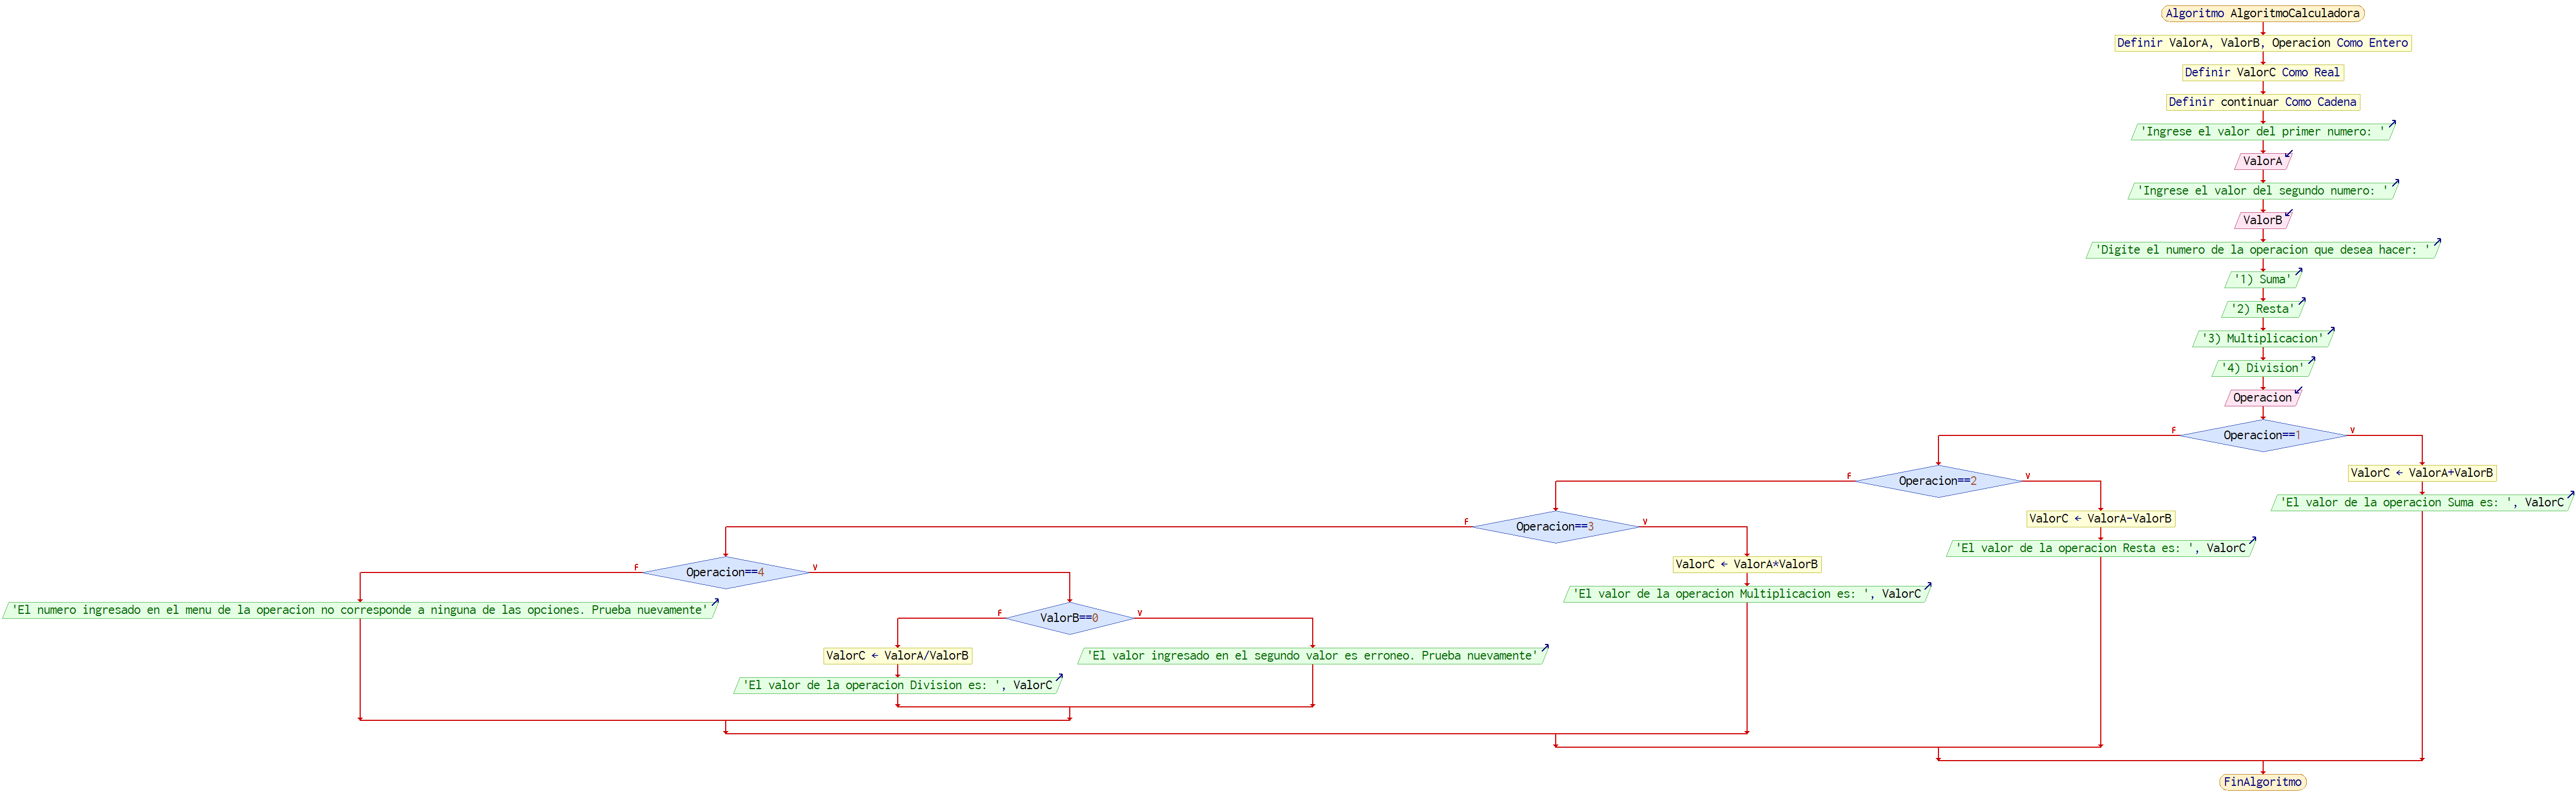 Algoritmo AlgoritmoCalculadora
Definir ValorA, ValorB, Operacion Como Entero
Definir ValorC Como Real
Definir continuar Como Cadena
'Ingrese el valor del primer numero: '
ValorA
'Ingrese el valor del segundo numero: '
ValorB
'Digite el numero de la operacion que desea hacer: '
'1) Suma'
'2) Resta'
'3) Multiplicacion'
'4) Division'
Operacion
F Operacion==1 V
ValorC ← ValorA+ValorB
'El valor de la operacion Suma es: ', ValorC
F Operacion==2 V
ValorC ← ValorA-ValorB
'El valor de la operacion Resta es: ', ValorC
F Operacion==3 V
ValorC ← ValorA*ValorB
'El valor de la operacion Multiplicacion es: ', ValorC
F Operacion==4 V
'El numero ingresado en el menu de la operacion no corresponde a ninguna de las opciones. Prueba nuevamente'
F ValorB==0 V
ValorC ← ValorA/ValorB
'El valor de la operacion Division es: ', ValorC
'El valor ingresado en el segundo valor es erroneo. Prueba nuevamente'
FinAlgoritmo